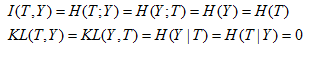 I(T,Y) = H(T;Y) = H(Y;T) = H(Y) = H(T)
KL(T,Y) = KL(Y,T) = H(Y | T) = H(T | Y) = 0